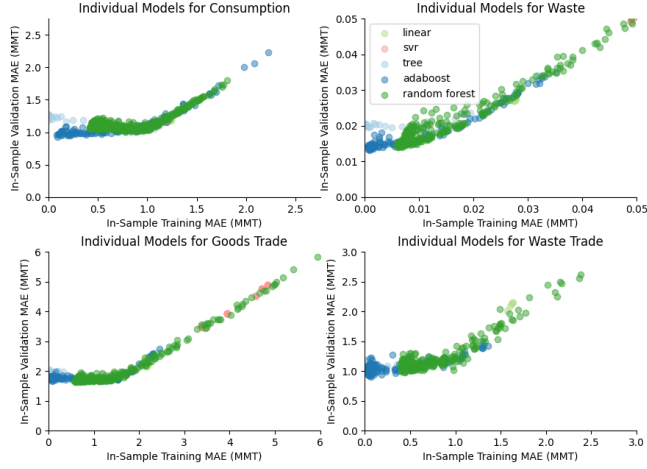 Individual Models for Consumption
In-Sample Validation MAE (MMT)
2.5
2.0
1.5
1.0
0.5
0.0
0.0 0.5 1.0 1.5 2.0 2.5
In-Sample Training MAE (MMT)
Individual Models for Waste
linear
svr
tree
adaboost
random forest
In-Sample Validation MAE (MMT)
0.05
0.04
0.03
0.02
0.01
0.00
0.00 0.01 0.02 0.03 0.04 0.05
In-Sample Training MAE (MMT)
Individual Models for Goods Trade
In-Sample Validation MAE (MMT)
6
5
4
3
2
1
0
0 1 2 3 4 5 6
In-Sample Training MAE (MMT)
Individual Models for Waste Trade
In-Sample Validation MAE (MMT)
3.0
2.5
2.0
1.5
1.0
0.5
0.0
0.0 0.5 1.0 1.5 2.0 2.5 3.0
In-Sample Training MAE (MMT)